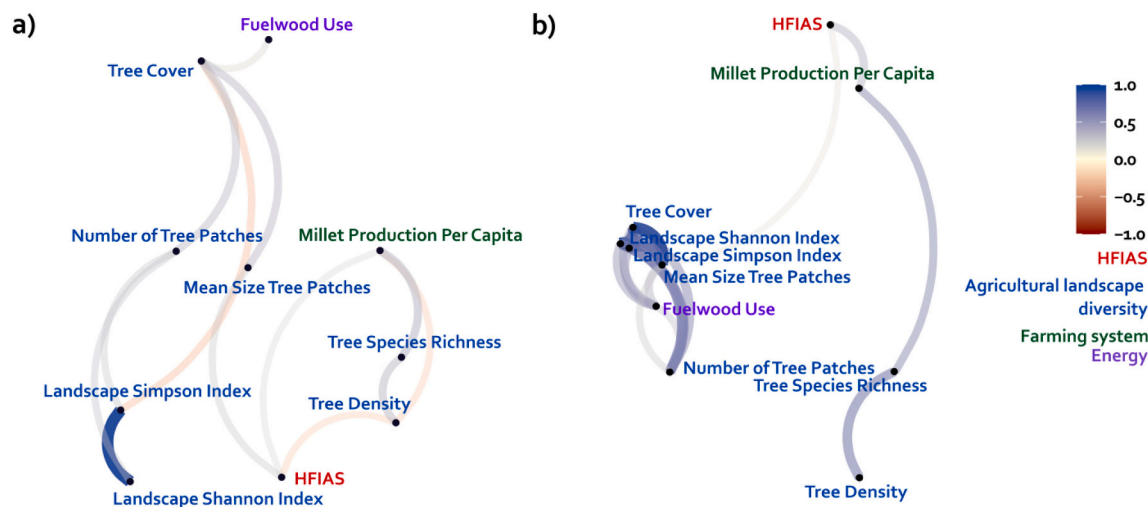 a)
Fuelwood Use
Tree Cover
Number of Tree Patches
Millet Production Per Capita
Mean Size Tree Patches
Tree Species Richness
Landscape Simpson Index
Tree Density
HFIAS
Landscape Shannon Index
b)
HFIAS
Millet Production Per Capita
Tree Cover
Landscape Shannon Index
Landscape Simpson Index
Mean Size Tree Patches
Fuelwood Use
Number of Tree Patches
Tree Species Richness
Tree Density
1.0
0.5
0.0
−0.5
−1.0
HFIAS
Agricultural landscape
diversity
Farming system
Energy